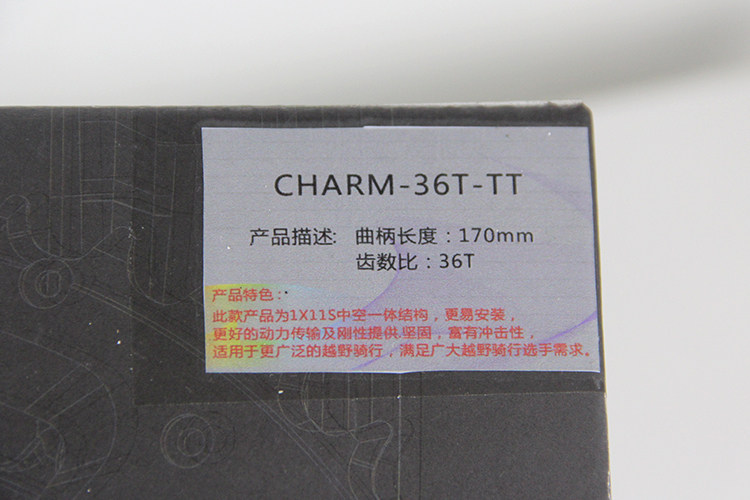 CHARM-36T-TT
产品描述: 曲柄长度：170mm
齿数比：36T
产品特色：
此款产品为1X11S中空一体结构，更易安装，
更好的动力传输及刚性提供.坚固，富有冲击性，
适用于更广泛的越野骑行，满足广大越野骑行选手需求。